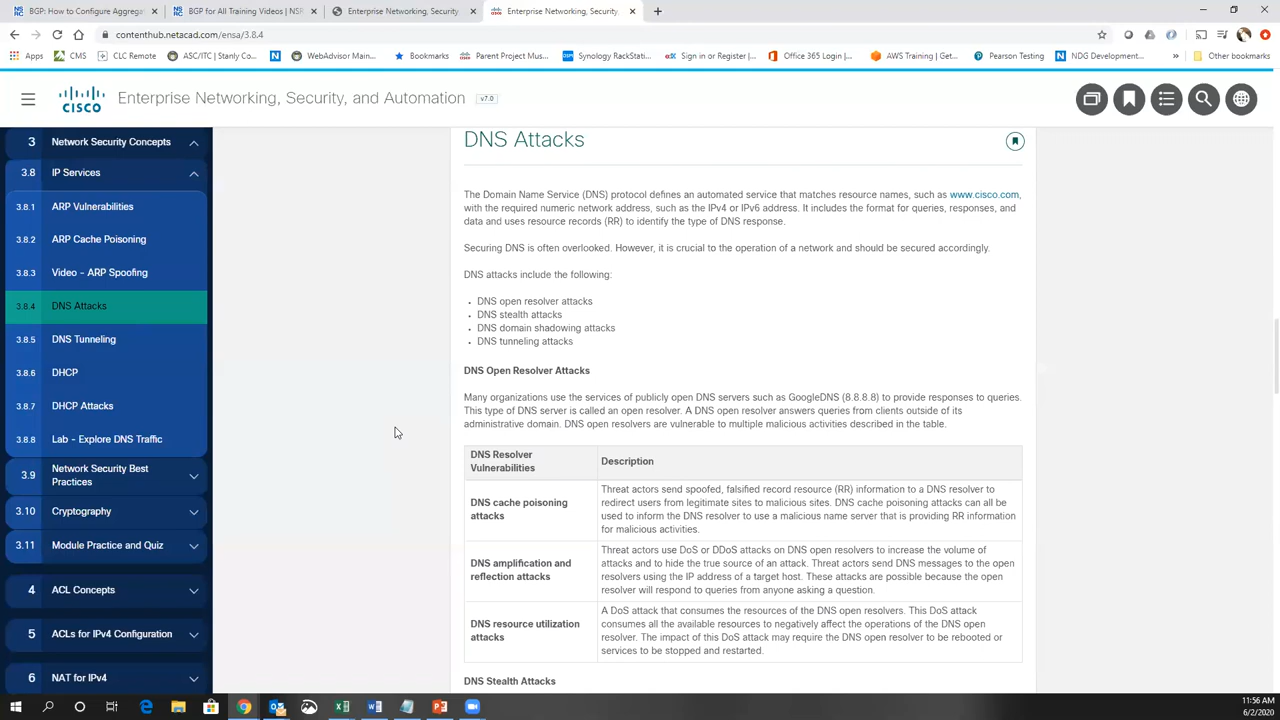 BGP: How to Configure Aggregat
BGP for All Training Videos | NSR
Enterprise Networking, Security,
Enterprise Networking, Security,
contenthub.netacad.com/ensa/3.8.4
Apps
CMS
CLC Remote
ASC/ITC | Stanly Co...
WebAdvisor Main...
Bookmarks
Parent Project Mus...
Synology RackStati...
Sign in or Register |...
Office 365 Login |...
AWS Training | Get...
Pearson Testing
NDG Development...
»
Other bookmarks
CISCO
Enterprise Networking, Security, and Automation
v7.0
3 Network Security Concepts
3.8 IP Services
3.8.1 ARP Vulnerabilities
3.8.2 ARP Cache Poisoning
3.8.3 Video – ARP Spoofing
3.8.4 DNS Attacks
3.8.5 DNS Tunneling
3.8.6 DHCP
3.8.7 DHCP Attacks
3.8.8 Lab - Explore DNS Traffic
3.9 Network Security Best
Practices
3.10 Cryptography
3.11 Module Practice and Quiz
4 ACL Concepts
5 ACLs for IPv4 Configuration
6 NAT for IPv4
DNS Attacks
The Domain Name Service (DNS) protocol defines an automated service that matches resource names, such as www.cisco.com,
with the required numeric network address, such as the IPv4 or IPv6 address. It includes the format for queries, responses, and
data and uses resource records (RR) to identify the type of DNS response.
Securing DNS is often overlooked. However, it is crucial to the operation of a network and should be secured accordingly.
DNS attacks include the following:
• DNS open resolver attacks
• DNS stealth attacks
• DNS domain shadowing attacks
• DNS tunneling attacks
DNS Open Resolver Attacks
Many organizations use the services of publicly open DNS servers such as GoogleDNS (8.8.8.8) to provide responses to queries.
This type of DNS server is called an open resolver. A DNS open resolver answers queries from clients outside of its
administrative domain. DNS open resolvers are vulnerable to multiple malicious activities described in the table.
DNS Resolver
Vulnerabilities
Description
DNS cache poisoning
attacks
Threat actors send spoofed, falsified record resource (RR) information to a DNS resolver to
redirect users from legitimate sites to malicious sites. DNS cache poisoning attacks can all be
used to inform the DNS resolver to use a malicious name server that is providing RR information
for malicious activities.
DNS amplification and
reflection attacks
Threat actors use DoS or DDoS attacks on DNS open resolvers to increase the volume of
attacks and to hide the true source of an attack. Threat actors send DNS messages to the open
resolvers using the IP address of a target host. These attacks are possible because the open
resolver will respond to queries from anyone asking a question.
DNS resource utilization
attacks
A DoS attack that consumes the resources of the DNS open resolvers. This DoS attack
consumes all the available resources to negatively affect the operations of the DNS open
resolver. The impact of this DoS attack may require the DNS open resolver to be rebooted or
services to be stopped and restarted.
DNS Stealth Attacks
11:56 AM
6/2/2020